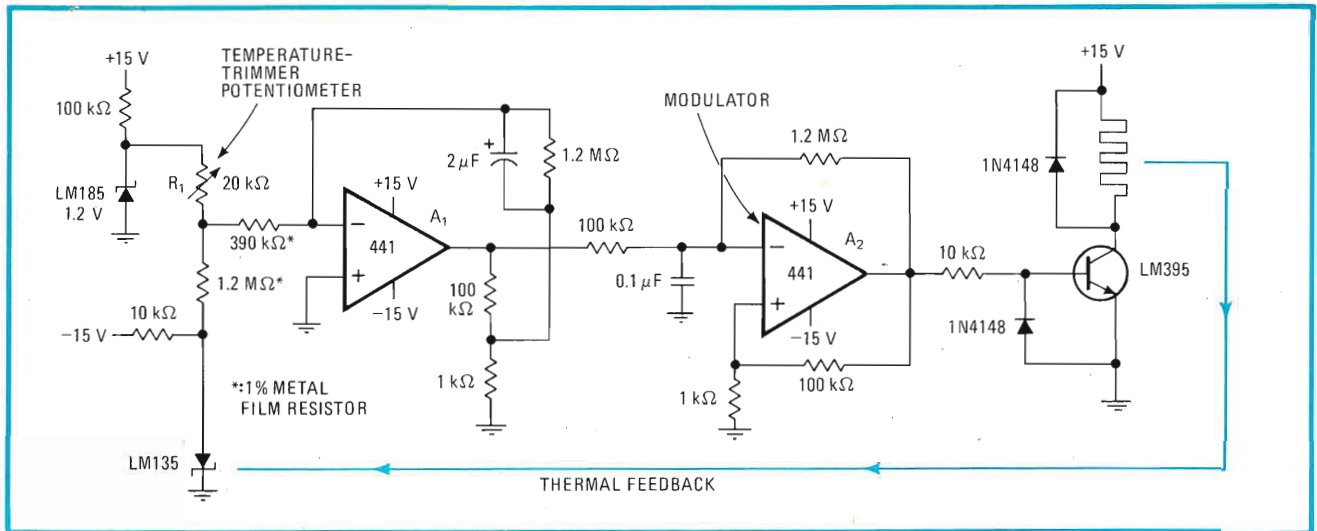 +15 V
100 kΩ
LM185
1.2 V
TEMPERATURE-
TRIMMER
POTENTIOMETER
R₁
20 kΩ
390 kΩ*
1.2 MΩ*
10 kΩ
−15 V
*:1% METAL
FILM RESISTOR
LM135
2 µF
+
1.2 MΩ
+15 V
A₁
−
441
+
−15 V
100
kΩ
1 kΩ
100 kΩ
0.1 µF
MODULATOR
1.2 MΩ
+15 V
A₂
−
441
+
−15 V
100 kΩ
1 kΩ
10 kΩ
1N4148
+15 V
1N4148
LM395
THERMAL FEEDBACK